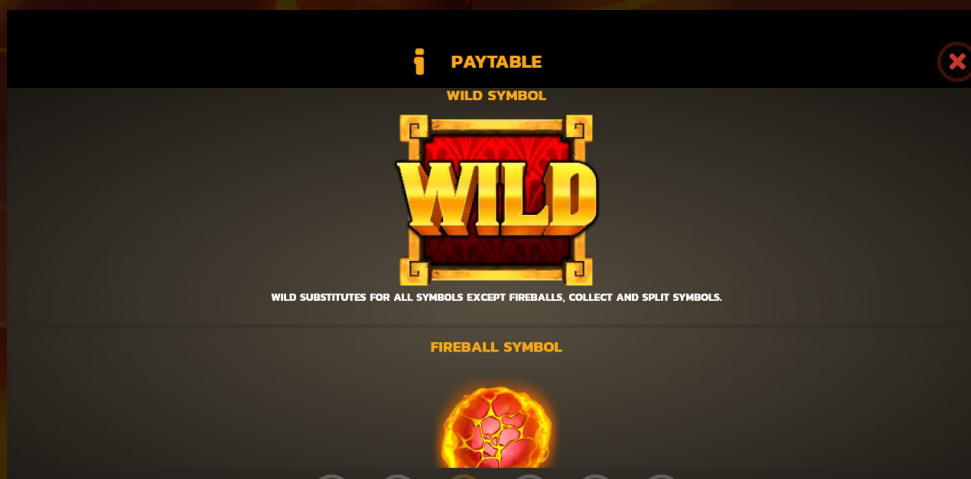 PAYTABLE
WILD SYMBOL
WILD
WILD SUBSTITUTES FOR ALL SYMBOLS EXCEPT FIREBALLS, COLLECT AND SPLIT SYMBOLS.
FIREBALL SYMBOL